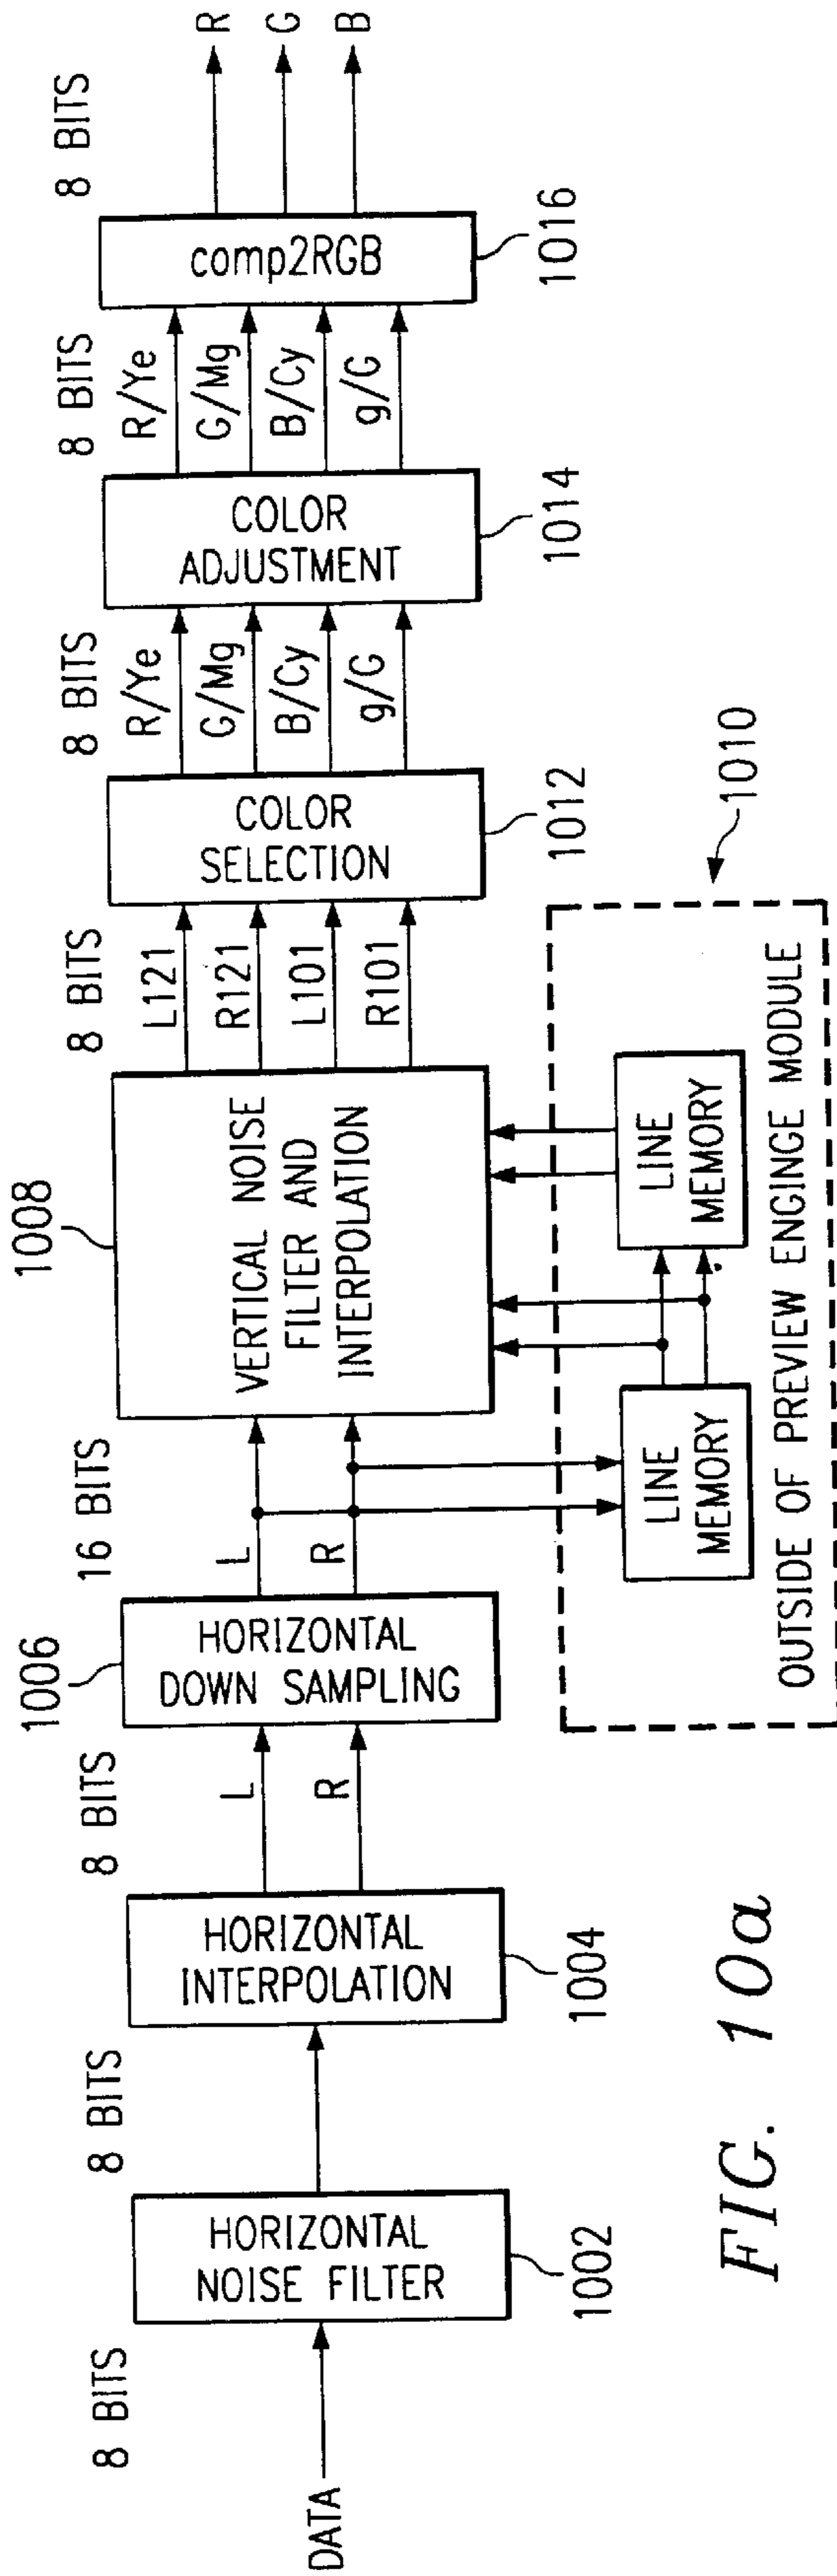 DATA
8 BITS
HORIZONTAL
NOISE FILTER
1002
8 BITS
HORIZONTAL
INTERPOLATION
1004
8 BITS
L
R
1006
HORIZONTAL
DOWN SAMPLING
16 BITS
L
R
1008
VERTICAL NOISE
FILTER AND
INTERPOLATION
LINE
MEMORY
LINE
MEMORY
OUTSIDE OF PREVIEW ENGINGE MODULE
1010
8 BITS
L121
R121
L101
R101
COLOR
SELECTION
1012
8 BITS
R/Ye
G/Mg
B/Cy
g/G
COLOR
ADJUSTMENT
1014
8 BITS
R/Ye
G/Mg
B/Cy
g/G
comp2RGB
1016
8 BITS
R
G
B
FIG. 10a